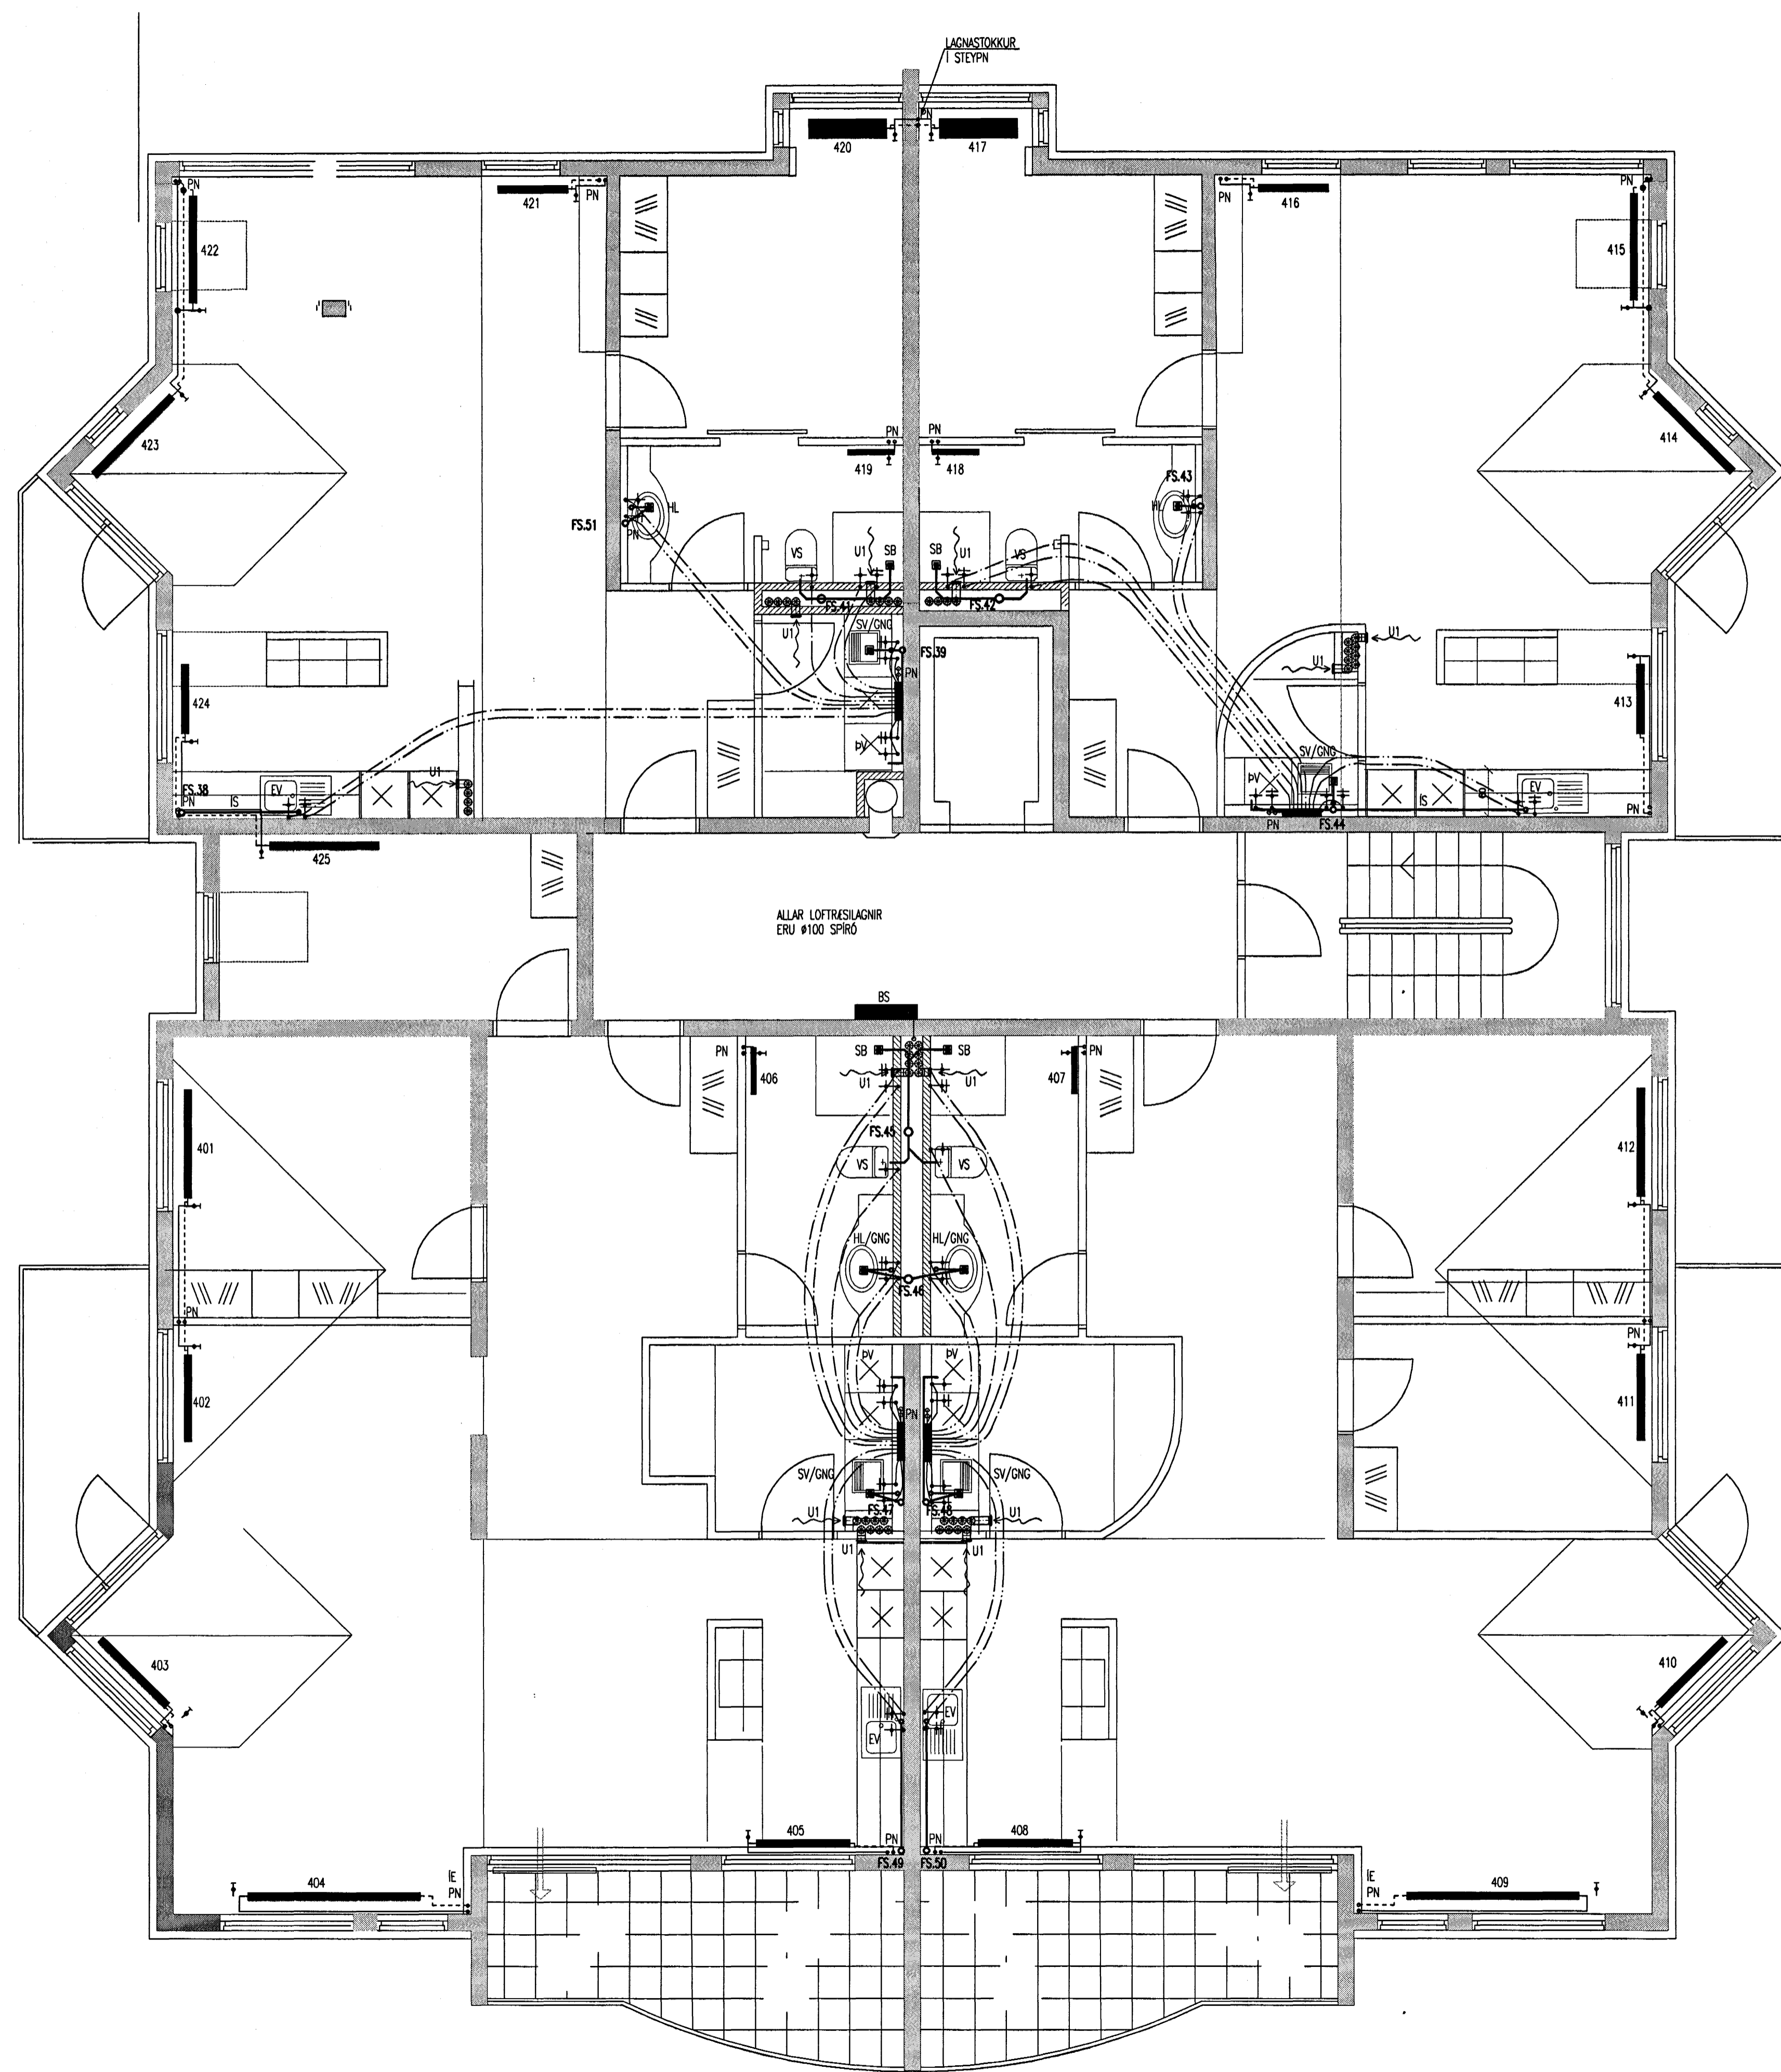 LAGNASTOKKUR
Í STEYPN
PN
420
417
PN
421
PN
PN
416
PN
422
415
423
414
PN
PN
419
418
FS.43
HL
HL
FS.51
PN
VS
U1
SB
SB
U1
VS
FS.41
FS.42
U1
SV/GNG
FS.39
U1
U1
PN
424
413
ÞV
SV/GNG
U1
ÞV
FS.38
PN
ÍS
EV
ÍS
EV
PN
PN
FS.44
425
ALLAR LOFTRÆSILAGNIR
ERU ø100 SPÍRÓ
BS
PN
SB
SB
PN
406
U1
U1
407
401
412
FS.45
VS
VS
HL/GNG
HL/GNG
FS.46
PN
PN
ÞV
ÞV
402
411
PN
SV/GNG
SV/GNG
FS.47
FS.48
U1
U1
U1
U1
403
410
EV
EV
405
PN
PN
408
FS.49
FS.50
404
ÍE
PN
ÍE
PN
409